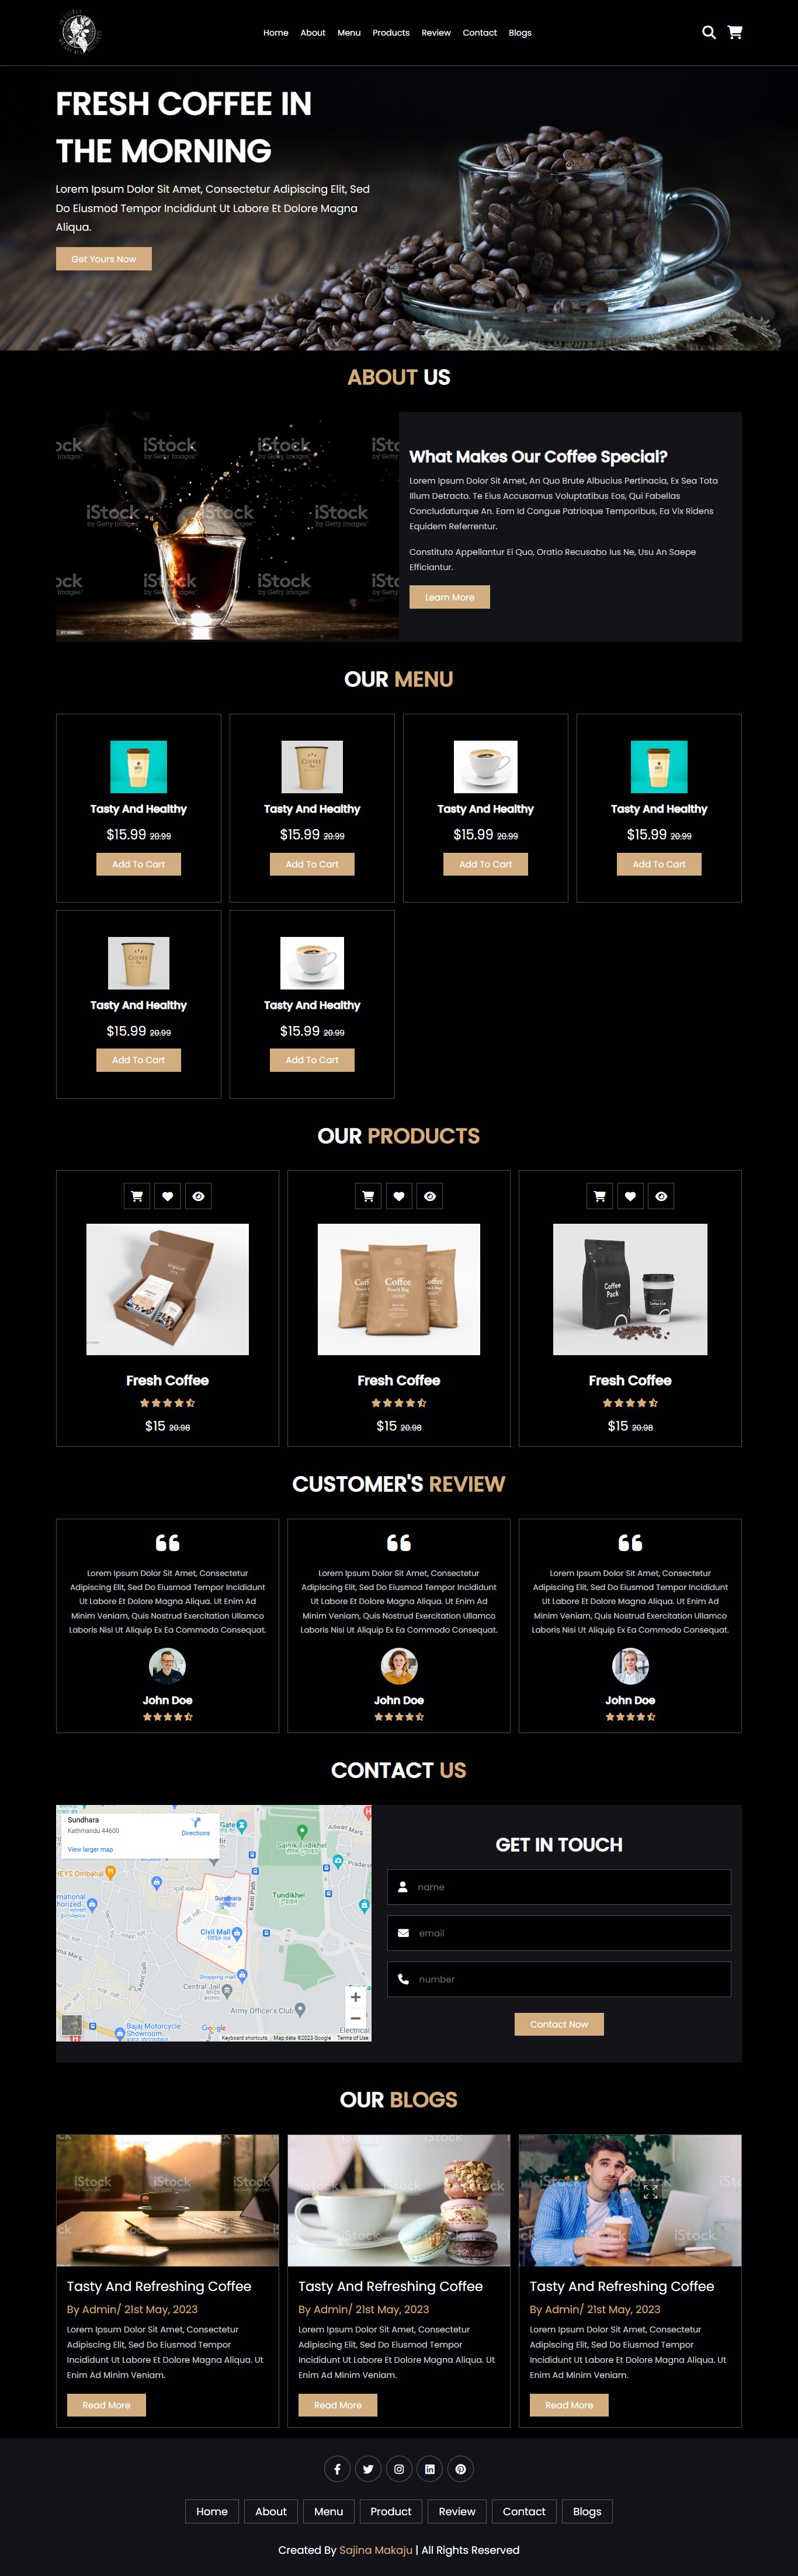 Home About Menu Products Review Contact Blogs
FRESH COFFEE IN
THE MORNING
Lorem Ipsum Dolor Sit Amet, Consectetur Adipiscing Elit, Sed
Do Eiusmod Tempor Incididunt Ut Labore Et Dolore Magna
Aliqua.
Get Yours Now
ABOUT US
iStock
by Getty Images
What Makes Our Coffee Special?
Lorem Ipsum Dolor Sit Amet, An Quo Brute Albucius Pertinacia, Ex Sea Tota
Illum Detracto. Te Eius Accusamus Voluptatibus Eos, Qui Fabellas
Concludaturque An. Eam Id Congue Patrioque Temporibus, Ea Vix Ridens
Equidem Referrentur.
Constituto Appellantur Ei Quo, Oratio Recusabo Ius Ne, Usu An Saepe
Efficiantur.
Learn More
OUR MENU
Tasty And Healthy Tasty And Healthy Tasty And Healthy Tasty And Healthy
$15.99 20.99 $15.99 20.99 $15.99 20.99 $15.99 20.99
Add To Cart Add To Cart Add To Cart Add To Cart
Tasty And Healthy Tasty And Healthy
$15.99 20.99 $15.99 20.99
Add To Cart Add To Cart
OUR PRODUCTS
Coffee
Coffee
Pack
Fresh Coffee Fresh Coffee Fresh Coffee
$15 20.98 $15 20.98 $15 20.98
CUSTOMER'S REVIEW
Lorem Ipsum Dolor Sit Amet, Consectetur
Adipiscing Elit, Sed Do Eiusmod Tempor Incididunt
Ut Labore Et Dolore Magna Aliqua. Ut Enim Ad
Minim Veniam, Quis Nostrud Exercitation Ullamco
Laboris Nisi Ut Aliquip Ex Ea Commodo Consequat.
John Doe
Lorem Ipsum Dolor Sit Amet, Consectetur
Adipiscing Elit, Sed Do Eiusmod Tempor Incididunt
Ut Labore Et Dolore Magna Aliqua. Ut Enim Ad
Minim Veniam, Quis Nostrud Exercitation Ullamco
Laboris Nisi Ut Aliquip Ex Ea Commodo Consequat.
John Doe
Lorem Ipsum Dolor Sit Amet, Consectetur
Adipiscing Elit, Sed Do Eiusmod Tempor Incididunt
Ut Labore Et Dolore Magna Aliqua. Ut Enim Ad
Minim Veniam, Quis Nostrud Exercitation Ullamco
Laboris Nisi Ut Aliquip Ex Ea Commodo Consequat.
John Doe
CONTACT US
Sundhara
Kathmandu 44600
Directions
View larger map
Sainik Tudikhel
Tundikhel
Kanti Path
Sundhara
Civil Mall
Shopping mall
Central Jail
Army Officer's Club
Bajaj Motorcycle
Showroom
Google
Keyboard shortcuts Map data ©2023 Google Terms of Use
GET IN TOUCH
name
email
number
Contact Now
OUR BLOGS
iStock
Tasty And Refreshing Coffee
By Admin/ 21st May, 2023
Lorem Ipsum Dolor Sit Amet, Consectetur
Adipiscing Elit, Sed Do Eiusmod Tempor
Incididunt Ut Labore Et Dolore Magna Aliqua. Ut
Enim Ad Minim Veniam.
Read More
iStock
Tasty And Refreshing Coffee
By Admin/ 21st May, 2023
Lorem Ipsum Dolor Sit Amet, Consectetur
Adipiscing Elit, Sed Do Eiusmod Tempor
Incididunt Ut Labore Et Dolore Magna Aliqua. Ut
Enim Ad Minim Veniam.
Read More
iStock
Tasty And Refreshing Coffee
By Admin/ 21st May, 2023
Lorem Ipsum Dolor Sit Amet, Consectetur
Adipiscing Elit, Sed Do Eiusmod Tempor
Incididunt Ut Labore Et Dolore Magna Aliqua. Ut
Enim Ad Minim Veniam.
Read More
Home About Menu Product Review Contact Blogs
Created By Sajina Makaju | All Rights Reserved